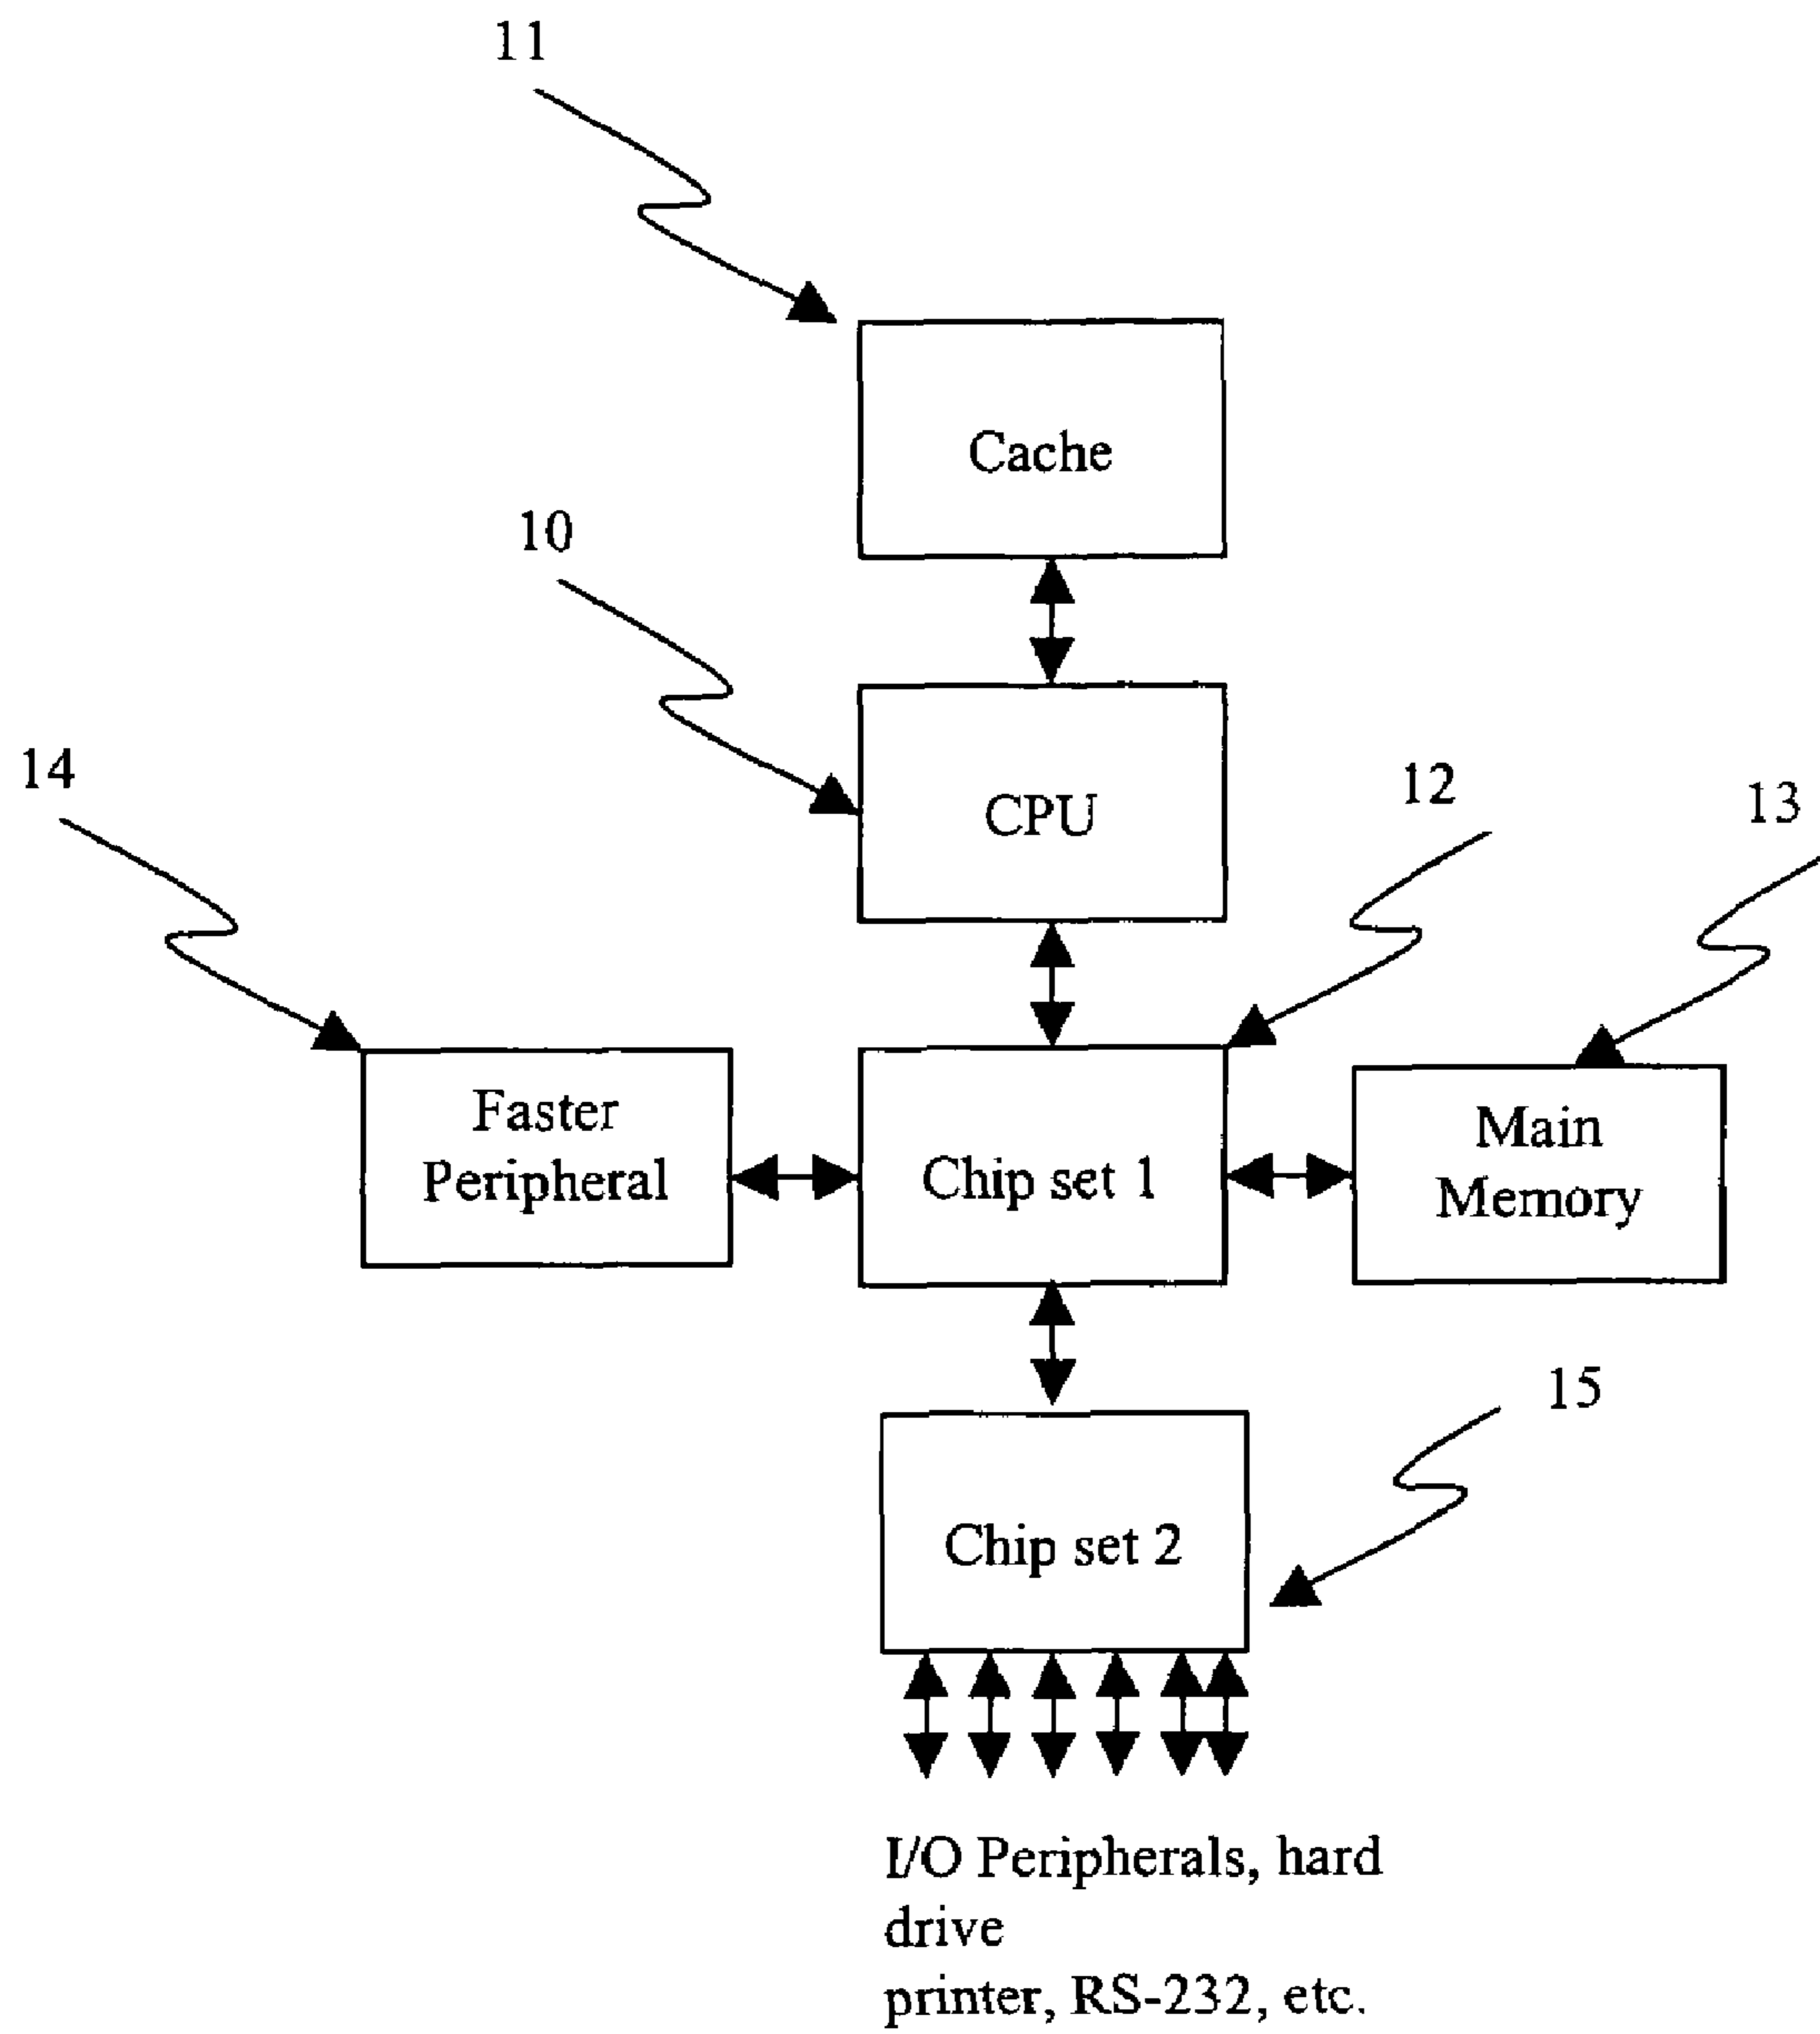 11
Cache
10
CPU
14
12
13
Faster
Peripheral
Chip set 1
Main
Memory
15
Chip set 2
I/O Peripherals, hard
drive
printer, RS-232, etc.